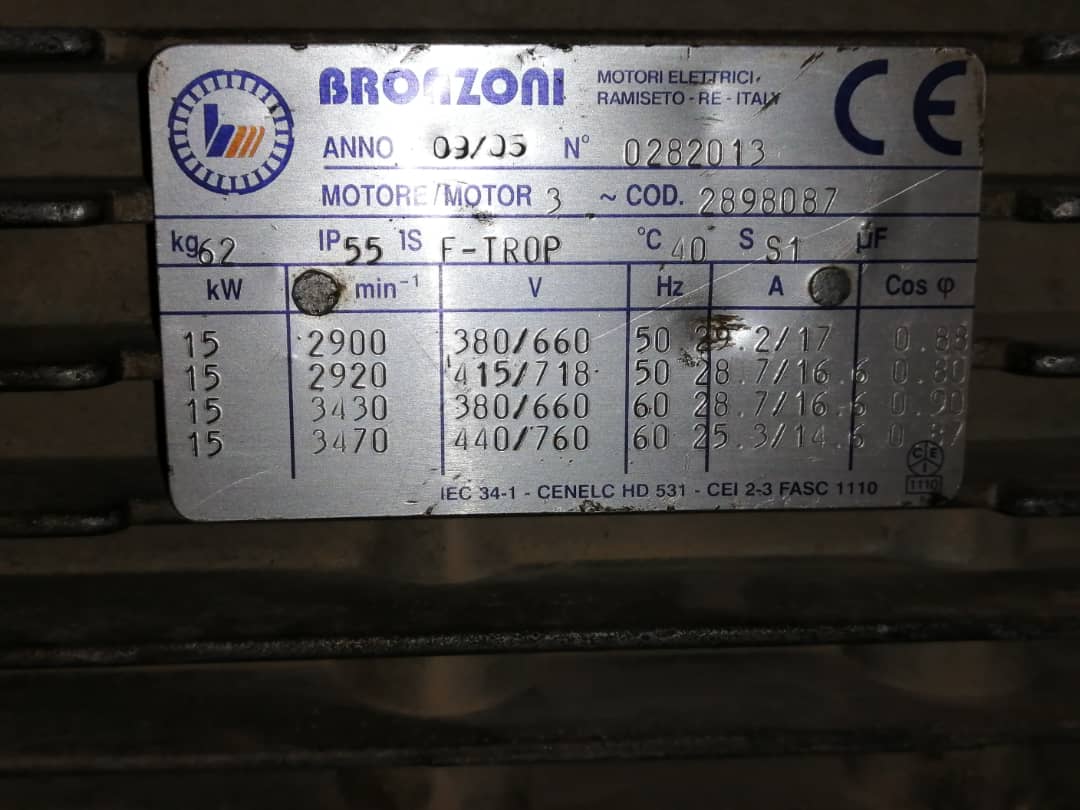 BRONZONI MOTORI ELETTRICI
RAMISETO - RE - ITALY
CE
bm
ANNO 09/05 N° 0282013
MOTORE/MOTOR 3 ~ COD. 2898087
kg 62 IP 55 IS F-TROP °C 40 S S1 µF
kW min⁻¹ V Hz A Cos φ
15 2900 380/660 50 29.2/17 0.88
15 2920 415/718 50 28.7/16.6 0.80
15 3430 380/660 60 28.7/16.6 0.90
15 3470 440/760 60 25.3/14.6 0.87
CEI
1110
IEC 34-1 - CENELC HD 531 - CEI 2-3 FASC 1110